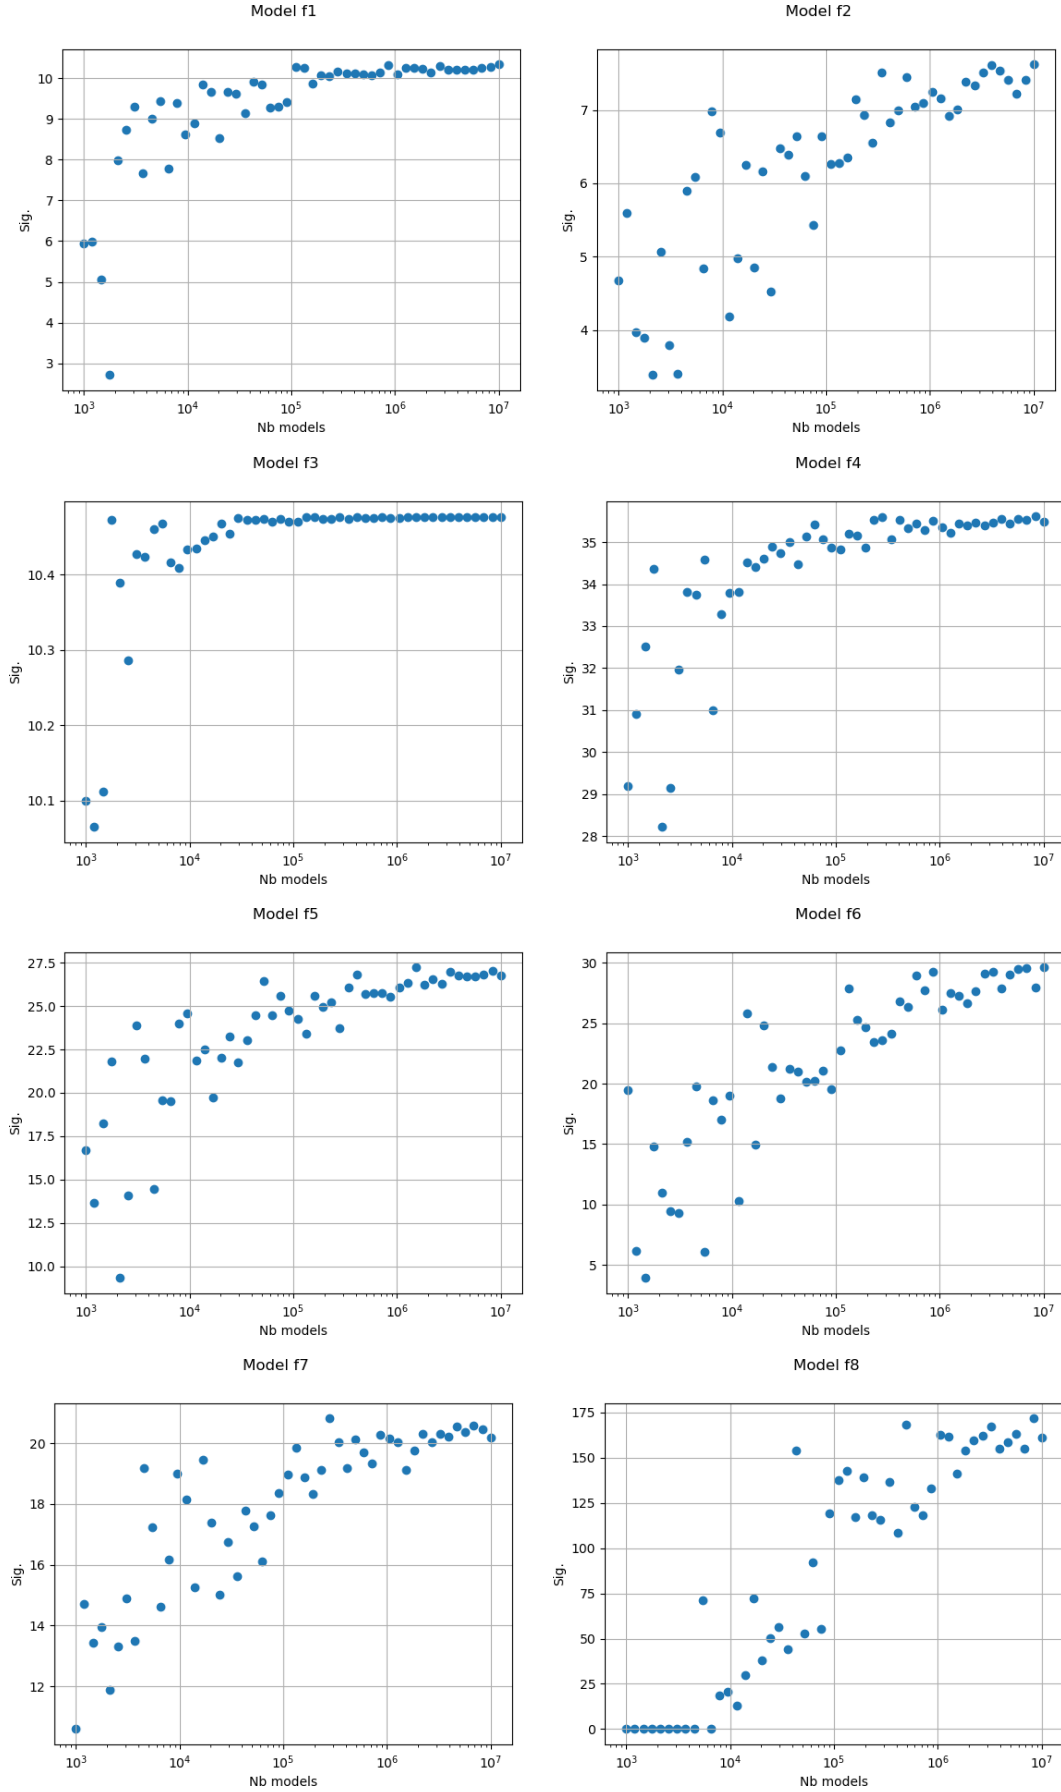 Model f1
10
9
8
7
6
5
4
3
Sig.
10³ 10⁴ 10⁵ 10⁶ 10⁷
Nb models
Model f2
7
6
5
4
Sig.
10³ 10⁴ 10⁵ 10⁶ 10⁷
Nb models
Model f3
10.4
10.3
10.2
10.1
Sig.
10³ 10⁴ 10⁵ 10⁶ 10⁷
Nb models
Model f4
35
34
33
32
31
30
29
28
Sig.
10³ 10⁴ 10⁵ 10⁶ 10⁷
Nb models
Model f5
27.5
25.0
22.5
20.0
17.5
15.0
12.5
10.0
Sig.
10³ 10⁴ 10⁵ 10⁶ 10⁷
Nb models
Model f6
30
25
20
15
10
5
Sig.
10³ 10⁴ 10⁵ 10⁶ 10⁷
Nb models
Model f7
20
18
16
14
12
Sig.
10³ 10⁴ 10⁵ 10⁶ 10⁷
Nb models
Model f8
175
150
125
100
75
50
25
0
Sig.
10³ 10⁴ 10⁵ 10⁶ 10⁷
Nb models